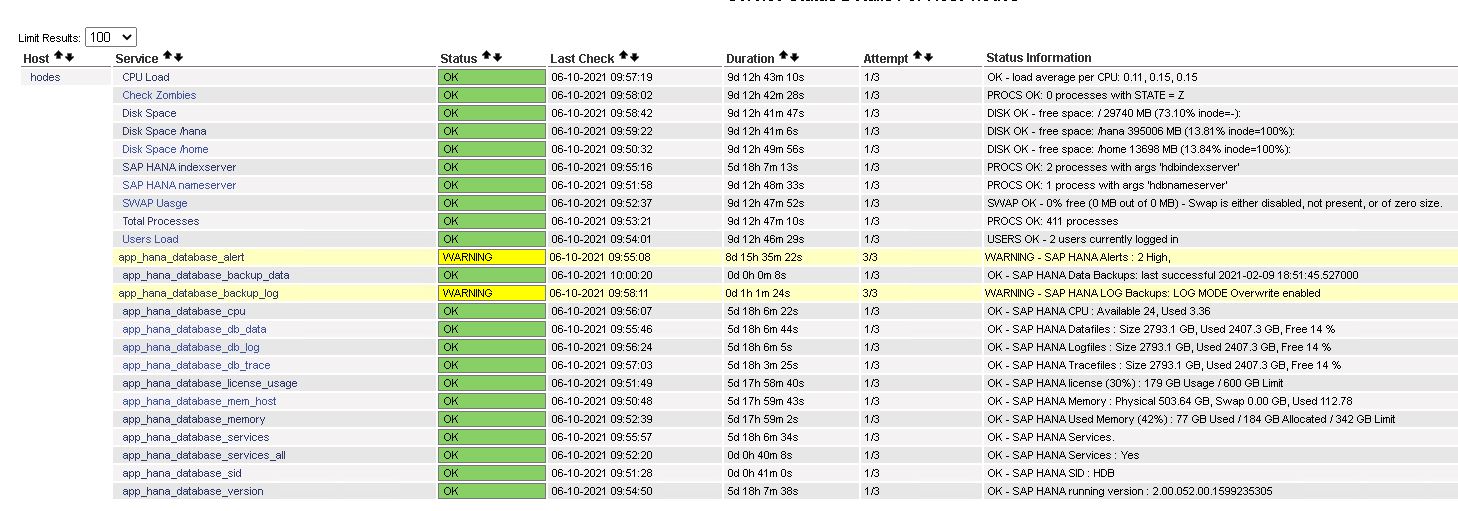 Limit Results: 100
Host Service Status Last Check Duration Attempt Status Information
hodes CPU Load OK 06-10-2021 09:57:19 9d 12h 43m 10s 1/3 OK - load average per CPU: 0.11, 0.15, 0.15
Check Zombies OK 06-10-2021 09:58:02 9d 12h 42m 28s 1/3 PROCS OK: 0 processes with STATE = Z
Disk Space OK 06-10-2021 09:58:42 9d 12h 41m 47s 1/3 DISK OK - free space: / 29740 MB (73.10% inode=-):
Disk Space /hana OK 06-10-2021 09:59:22 9d 12h 41m 6s 1/3 DISK OK - free space: /hana 395006 MB (13.81% inode=100%):
Disk Space /home OK 06-10-2021 09:50:32 9d 12h 49m 56s 1/3 DISK OK - free space: /home 13698 MB (13.84% inode=100%):
SAP HANA indexserver OK 06-10-2021 09:55:16 5d 18h 7m 13s 1/3 PROCS OK: 2 processes with args 'hdbindexserver'
SAP HANA nameserver OK 06-10-2021 09:51:58 9d 12h 48m 33s 1/3 PROCS OK: 1 process with args 'hdbnameserver'
SWAP Uasge OK 06-10-2021 09:52:37 9d 12h 47m 52s 1/3 SWAP OK - 0% free (0 MB out of 0 MB) - Swap is either disabled, not present, or of zero size.
Total Processes OK 06-10-2021 09:53:21 9d 12h 47m 10s 1/3 PROCS OK: 411 processes
Users Load OK 06-10-2021 09:54:01 9d 12h 46m 29s 1/3 USERS OK - 2 users currently logged in
app_hana_database_alert WARNING 06-10-2021 09:55:08 8d 15h 35m 22s 3/3 WARNING - SAP HANA Alerts : 2 High,
app_hana_database_backup_data OK 06-10-2021 10:00:20 0d 0h 0m 8s 1/3 OK - SAP HANA Data Backups: last successful 2021-02-09 18:51:45.527000
app_hana_database_backup_log WARNING 06-10-2021 09:58:11 0d 1h 1m 24s 3/3 WARNING - SAP HANA LOG Backups: LOG MODE Overwrite enabled
app_hana_database_cpu OK 06-10-2021 09:56:07 5d 18h 6m 22s 1/3 OK - SAP HANA CPU : Available 24, Used 3.36
app_hana_database_db_data OK 06-10-2021 09:55:46 5d 18h 6m 44s 1/3 OK - SAP HANA Datafiles : Size 2793.1 GB, Used 2407.3 GB, Free 14 %
app_hana_database_db_log OK 06-10-2021 09:56:24 5d 18h 6m 5s 1/3 OK - SAP HANA Logfiles : Size 2793.1 GB, Used 2407.3 GB, Free 14 %
app_hana_database_db_trace OK 06-10-2021 09:57:03 5d 18h 3m 25s 1/3 OK - SAP HANA Tracefiles : Size 2793.1 GB, Used 2407.3 GB, Free 14 %
app_hana_database_license_usage OK 06-10-2021 09:51:49 5d 17h 58m 40s 1/3 OK - SAP HANA license (30%) : 179 GB Usage / 600 GB Limit
app_hana_database_mem_host OK 06-10-2021 09:50:48 5d 17h 59m 43s 1/3 OK - SAP HANA Memory : Physical 503.64 GB, Swap 0.00 GB, Used 112.78
app_hana_database_memory OK 06-10-2021 09:52:39 5d 17h 59m 2s 1/3 OK - SAP HANA Used Memory (42%) : 77 GB Used / 184 GB Allocated / 342 GB Limit
app_hana_database_services OK 06-10-2021 09:55:57 5d 18h 6m 34s 1/3 OK - SAP HANA Services.
app_hana_database_services_all OK 06-10-2021 09:52:20 0d 0h 40m 8s 1/3 OK - SAP HANA Services : Yes
app_hana_database_sid OK 06-10-2021 09:51:28 0d 0h 41m 0s 1/3 OK - SAP HANA SID : HDB
app_hana_database_version OK 06-10-2021 09:54:50 5d 18h 7m 38s 1/3 OK - SAP HANA running version : 2.00.052.00.1599235305